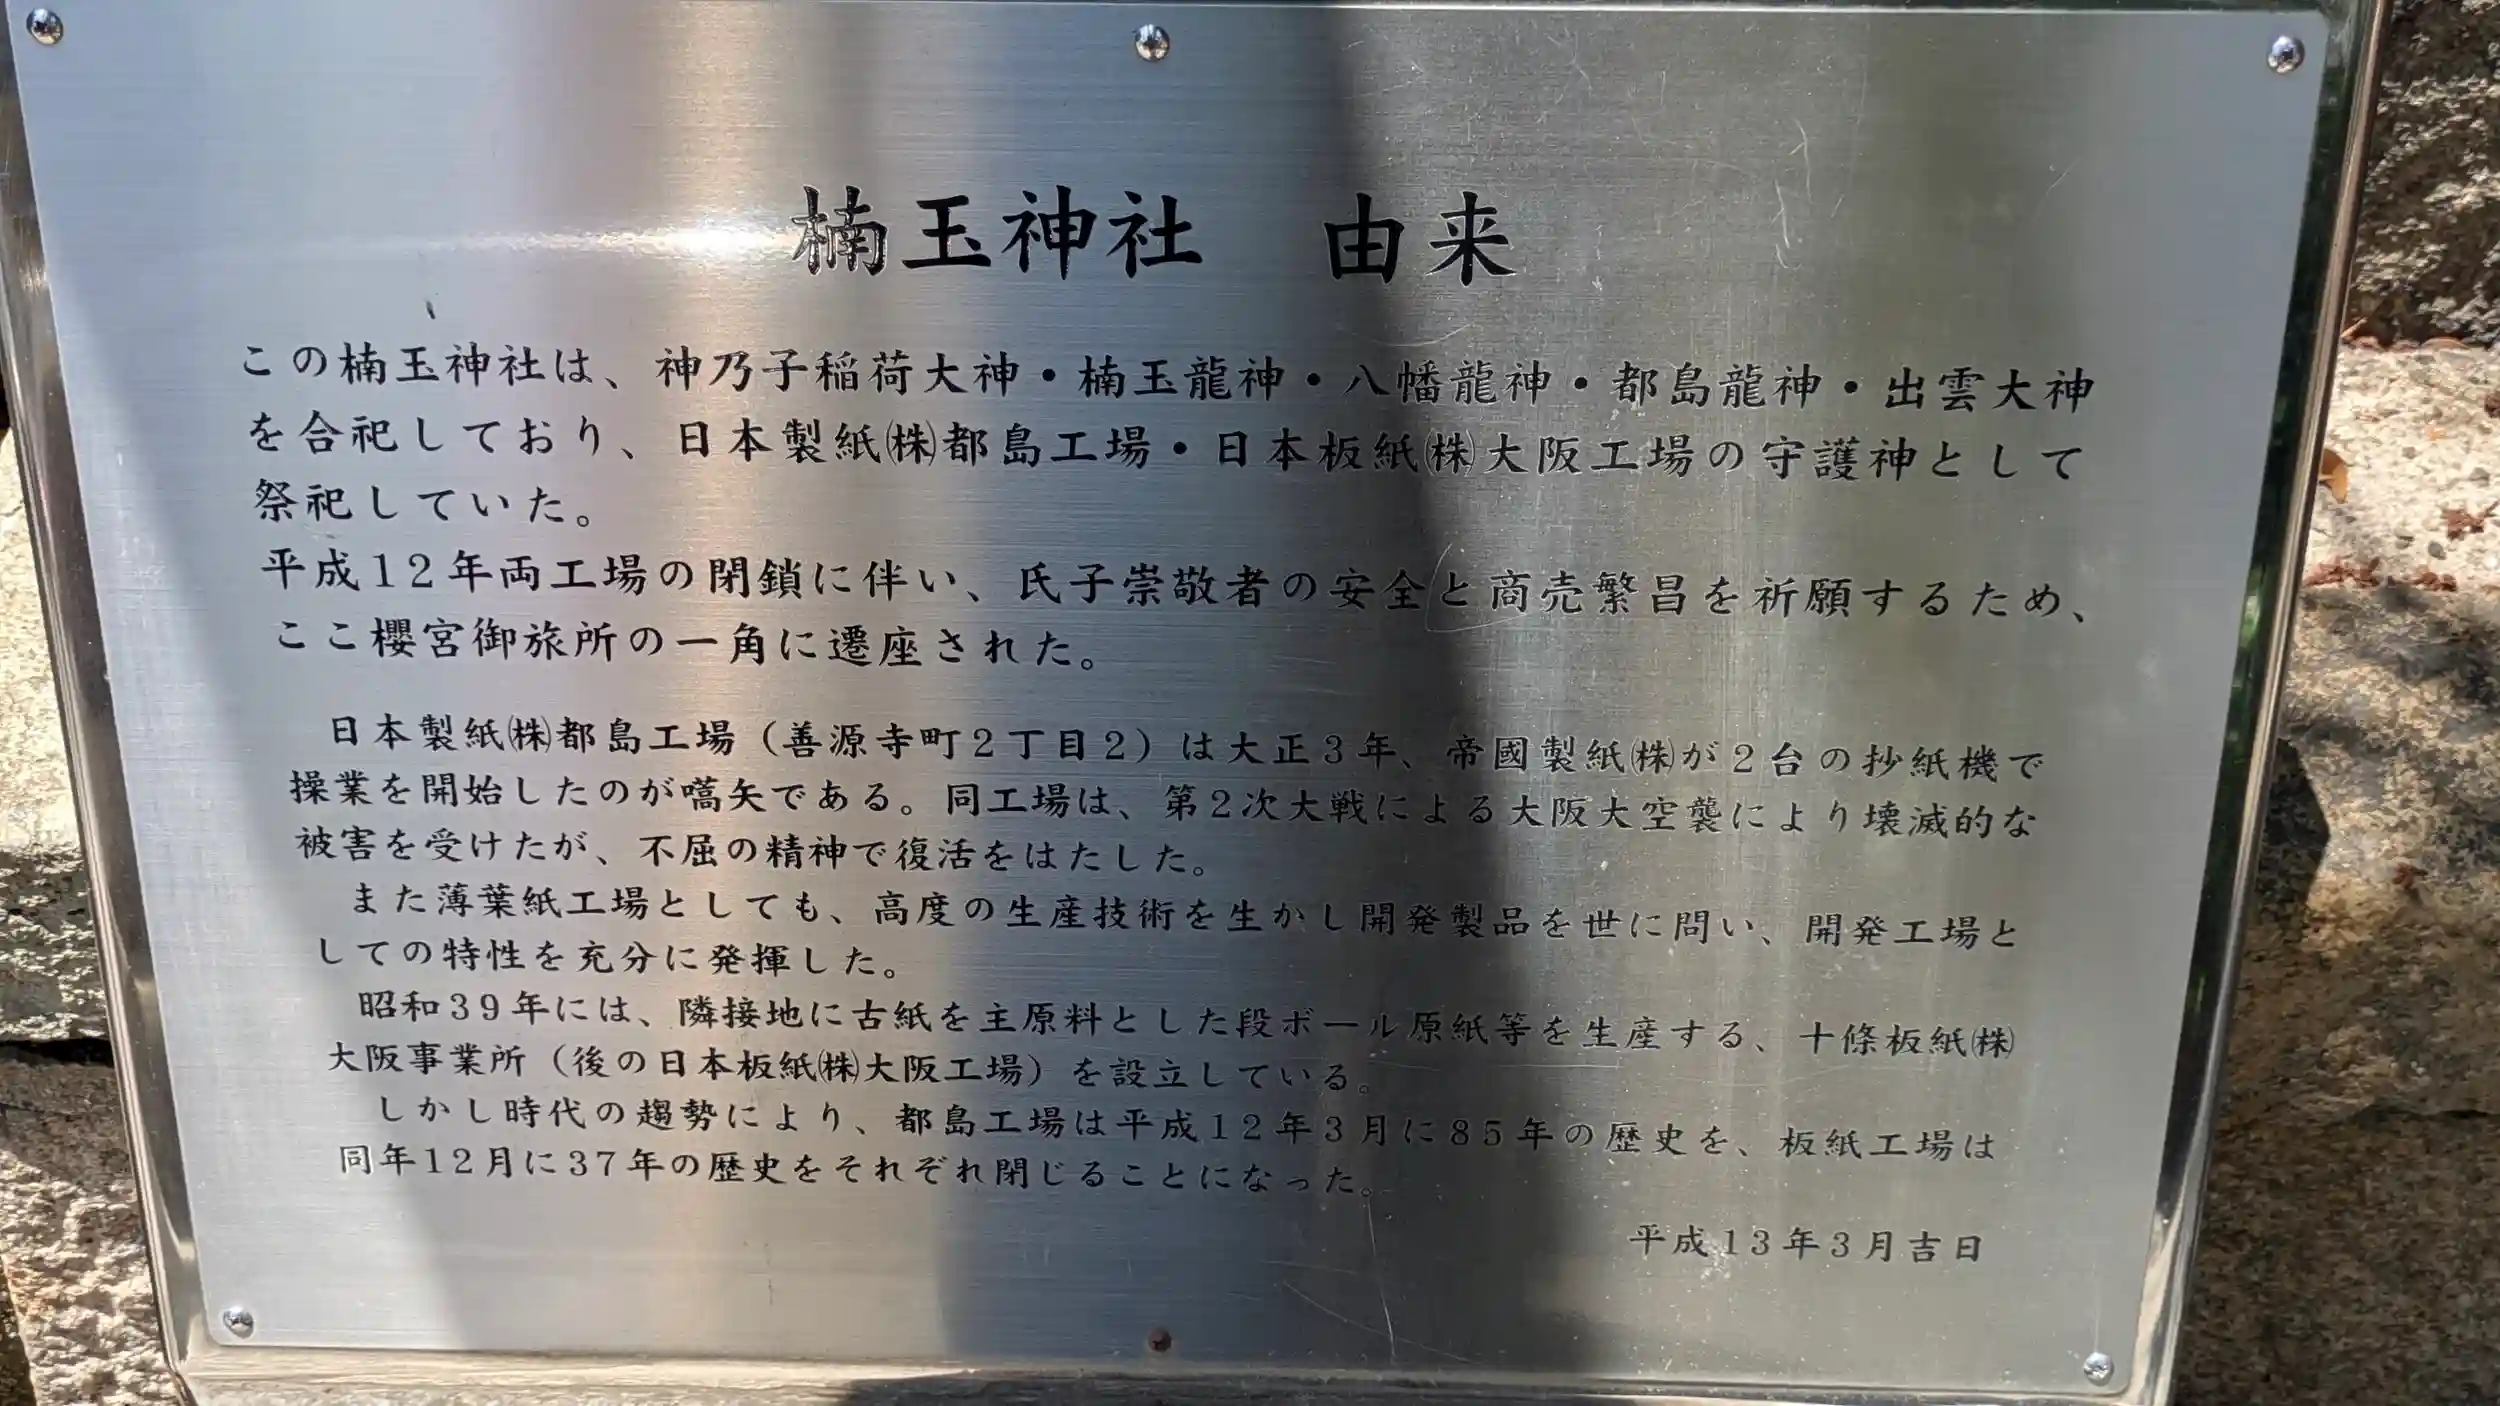 楠玉神社　由来
この楠玉神社は、神乃子稲荷大神・楠玉龍神・八幡龍神・都島龍神・出雲大神
を合祀しており、日本製紙㈱都島工場・日本板紙㈱大阪工場の守護神として
祭祀していた。
平成12年両工場の閉鎖に伴い、氏子崇敬者の安全と商売繁昌を祈願するため、
ここ櫻宮御旅所の一角に遷座された。
日本製紙㈱都島工場（善源寺町2丁目2）は大正3年、帝國製紙㈱が2台の抄紙機で
操業を開始したのが嚆矢である。同工場は、第2次大戦による大阪大空襲により壊滅的な
被害を受けたが、不屈の精神で復活をはたした。
また薄葉紙工場としても、高度の生産技術を生かし開発製品を世に問い、開発工場と
しての特性を充分に発揮した。
昭和39年には、隣接地に古紙を主原料とした段ボール原紙等を生産する、十條板紙㈱
大阪事業所（後の日本板紙㈱大阪工場）を設立している。
しかし時代の趨勢により、都島工場は平成12年3月に85年の歴史を、板紙工場は
同年12月に37年の歴史をそれぞれ閉じることになった。
平成13年3月吉日